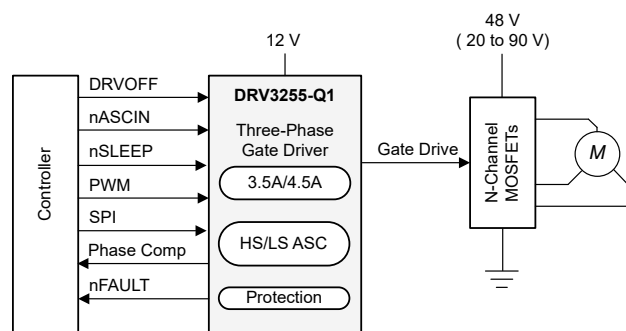 12 V
48 V
( 20 to 90 V)
Controller
DRVOFF
nASCIN
nSLEEP
PWM
SPI
Phase Comp
nFAULT
DRV3255-Q1
Three-Phase
Gate Driver
3.5A/4.5A
HS/LS ASC
Protection
Gate Drive
N-Channel
MOSFETs
M